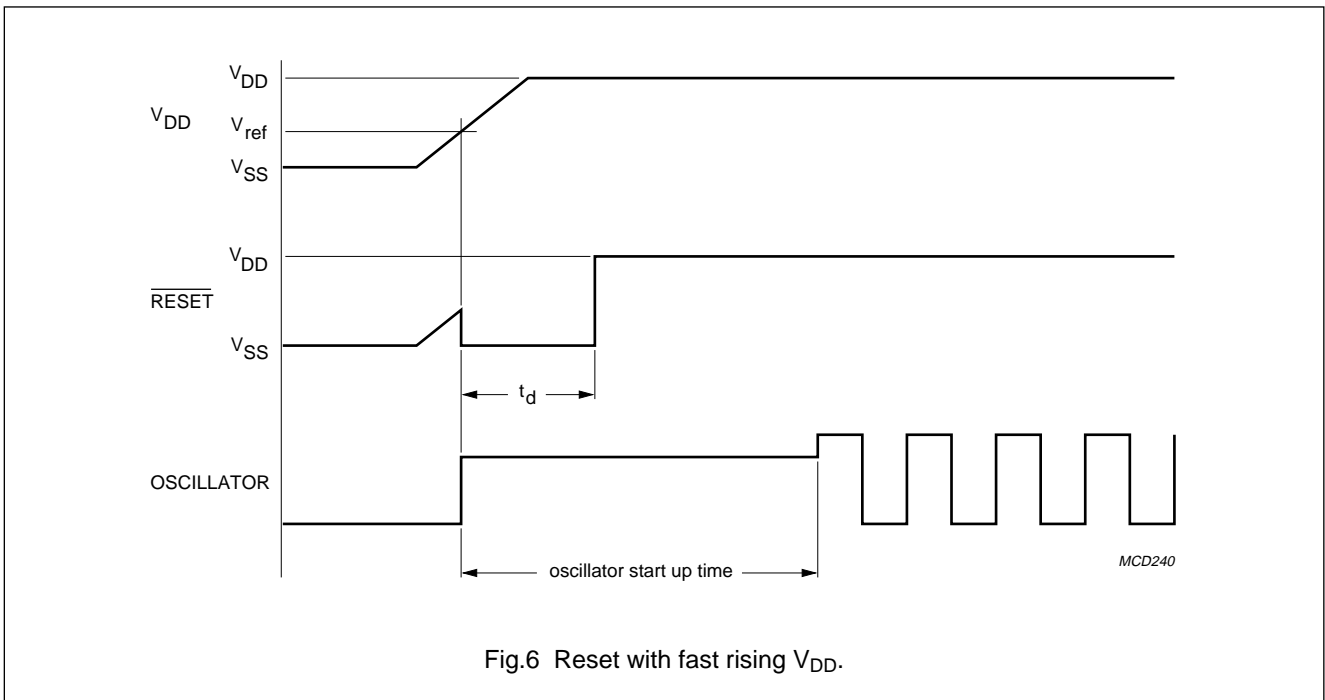 VDD
VDD
Vref
VSS
VDD
RESET
VSS
td
OSCILLATOR
oscillator start up time
MCD240
Fig.6 Reset with fast rising VDD.